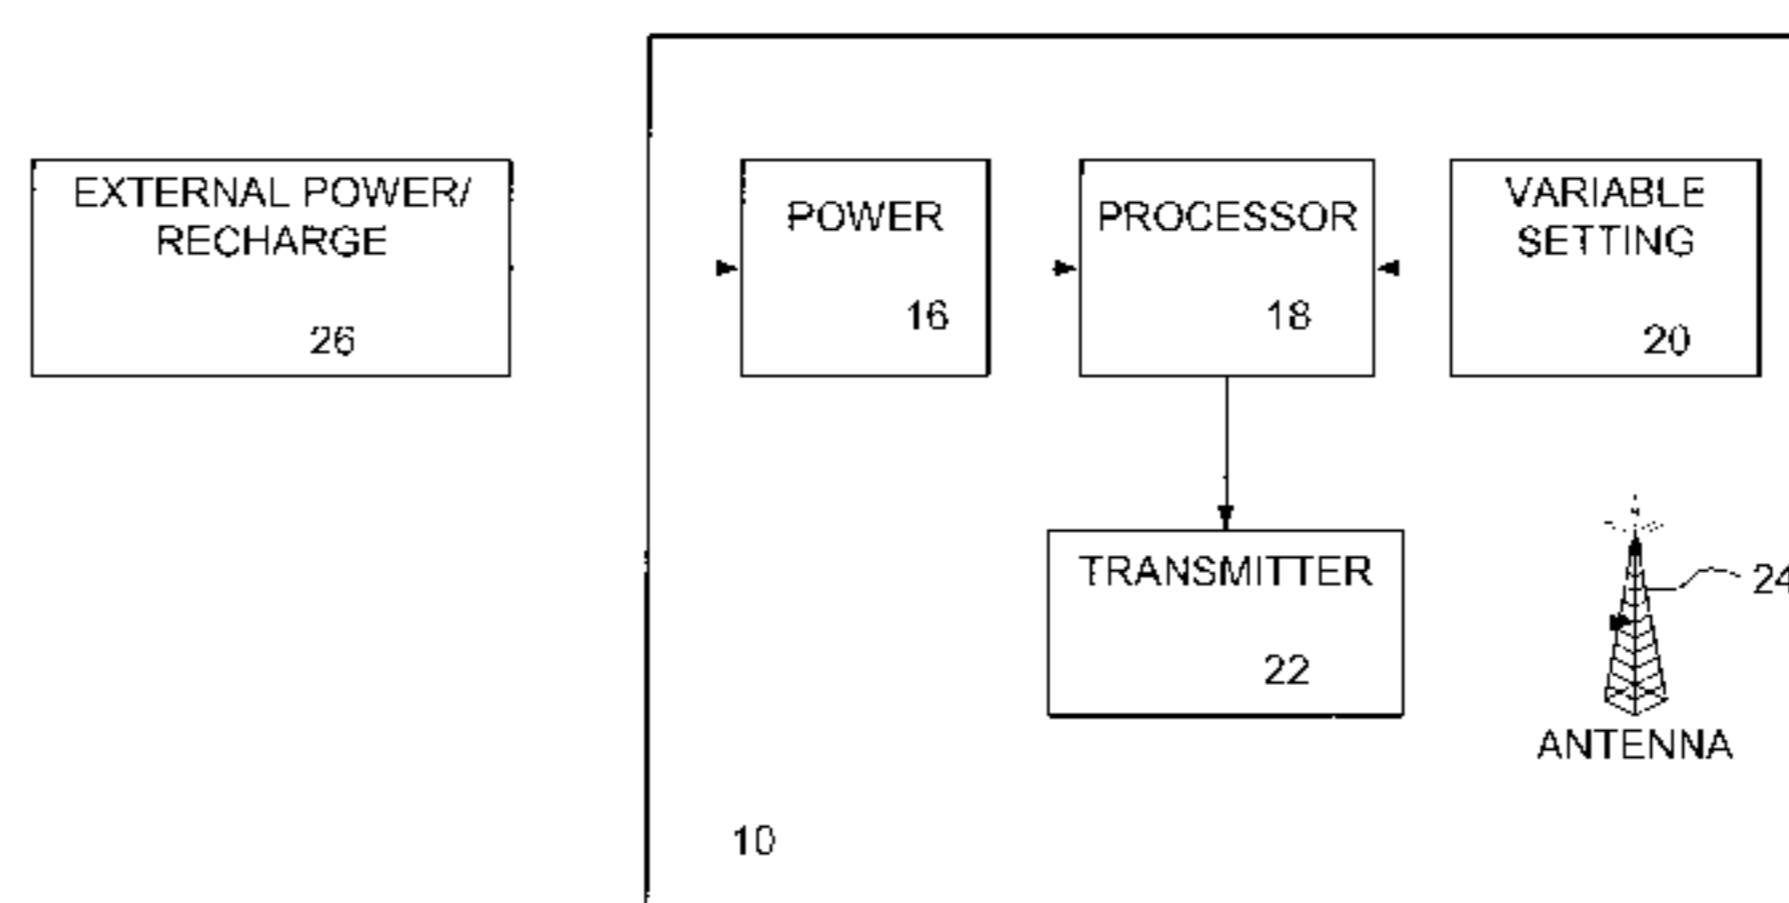 EXTERNAL POWER/
RECHARGE
26
POWER
16
PROCESSOR
18
VARIABLE
SETTING
20
TRANSMITTER
22
24
ANTENNA
10